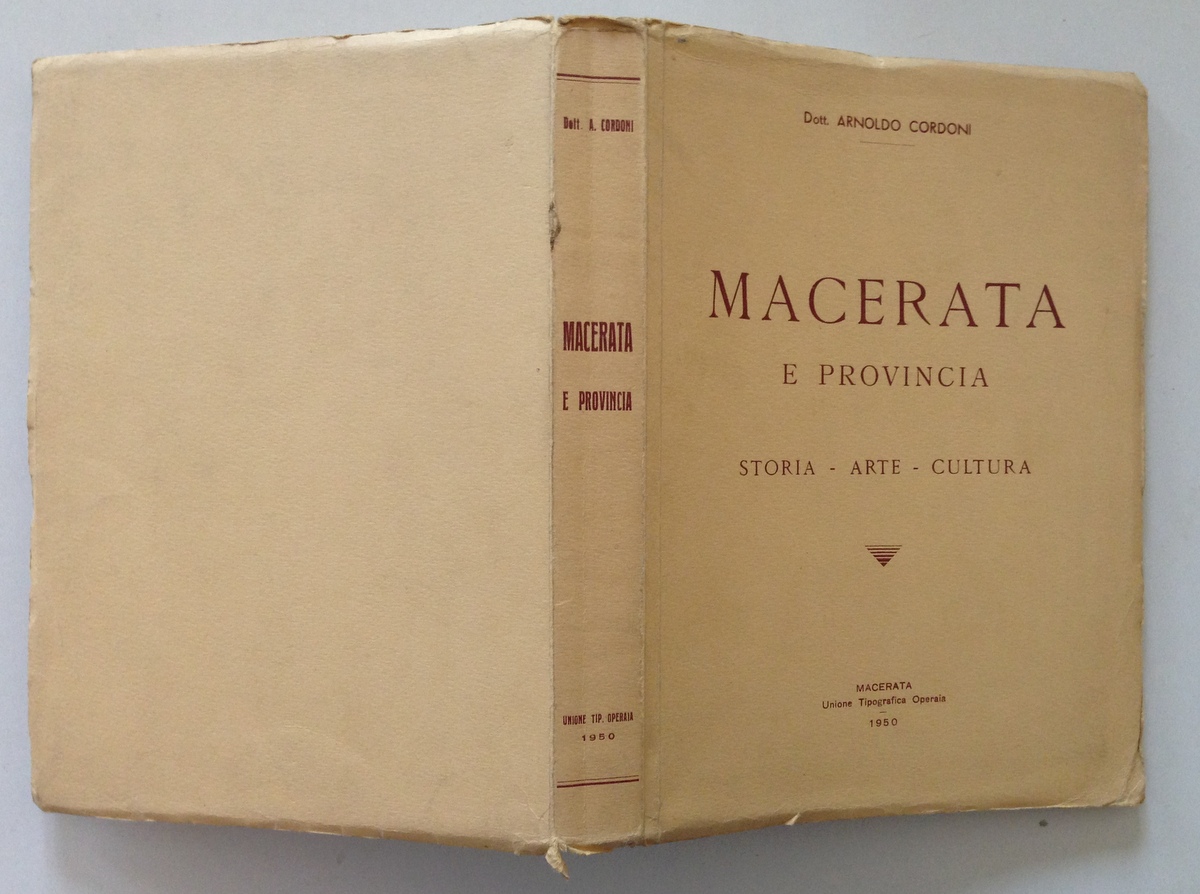 Dott. A. CORDONI
MACERATA
E PROVINCIA
UNIONE TIP. OPERAIA
1950
Dott. ARNOLDO CORDONI
MACERATA
E PROVINCIA
STORIA - ARTE - CULTURA
MACERATA
Unione Tipografica Operaia
1950